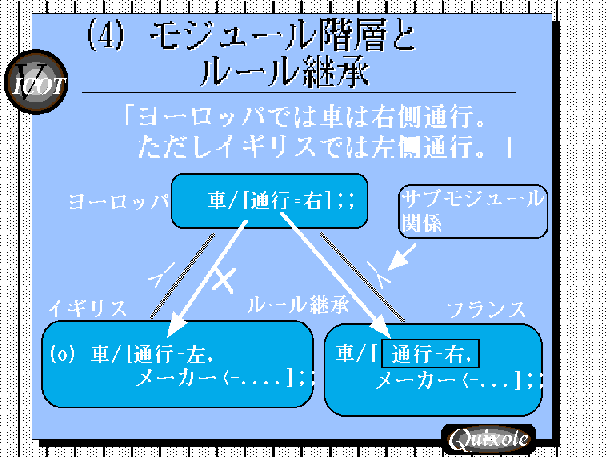 (4) モジュール階層と
ルール継承
ICOT
「ヨーロッパでは車は右側通行。
ただしイギリスでは左側通行。」
ヨーロッパ
車/[通行=右];;
サブモジュール
関係
イギリス
ルール継承
フランス
(o) 車/[通行=左,
メーカー<-....];;
車/[通行=右,
メーカー<-...];;
Quixote